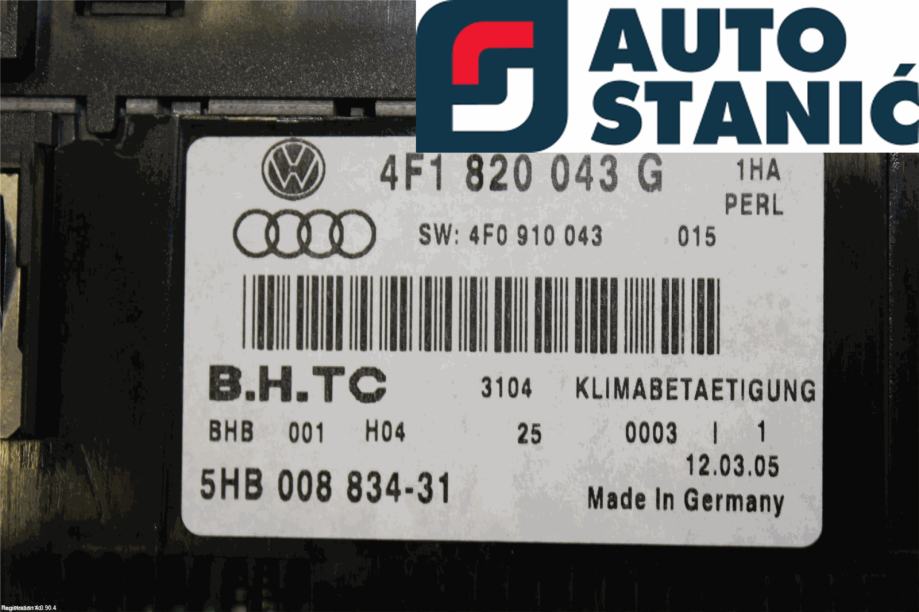 AUTO
STANIĆ
4F1 820 043 G
1HA
PERL
SW: 4F0 910 043 015
B.H.TC 3104 KLIMABETAETIGUNG
BHB 001 H04 25 0003 | 1
12.03.05
5HB 008 834-31
Made In Germany